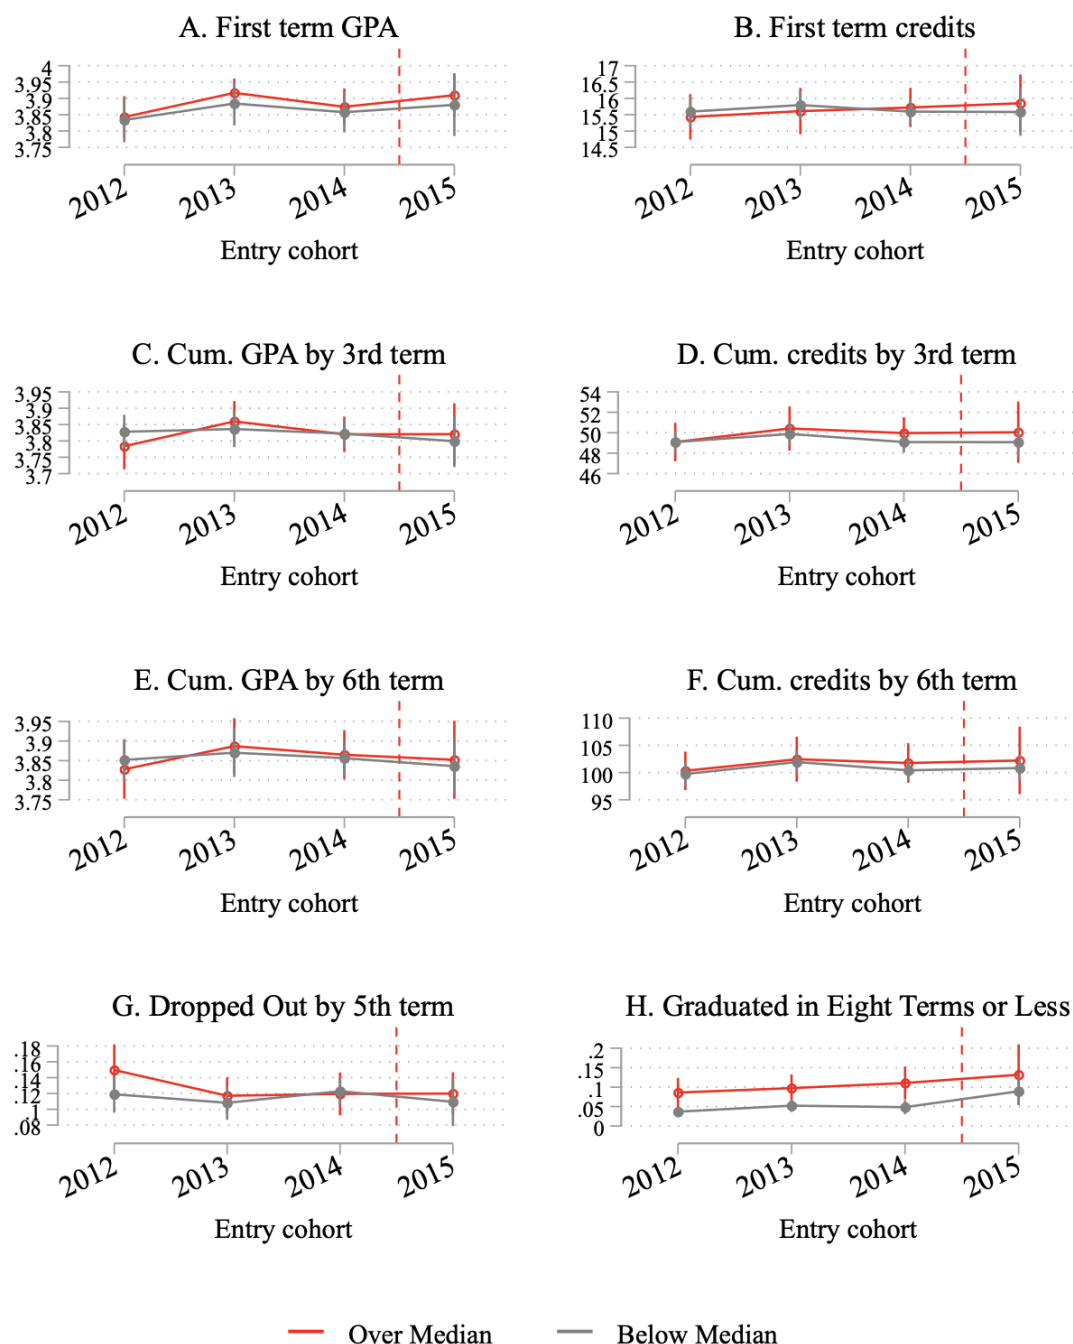 A. First term GPA
4
3.95
3.9
3.85
3.8
3.75
2012 2013 2014 2015
Entry cohort
B. First term credits
17
16.5
16
15.5
15
14.5
2012 2013 2014 2015
Entry cohort
C. Cum. GPA by 3rd term
3.95
3.9
3.85
3.8
3.75
3.7
2012 2013 2014 2015
Entry cohort
D. Cum. credits by 3rd term
54
52
50
48
46
2012 2013 2014 2015
Entry cohort
E. Cum. GPA by 6th term
3.95
3.9
3.85
3.8
3.75
2012 2013 2014 2015
Entry cohort
F. Cum. credits by 6th term
110
105
100
95
2012 2013 2014 2015
Entry cohort
G. Dropped Out by 5th term
.18
.16
.14
.12
.1
.08
2012 2013 2014 2015
Entry cohort
H. Graduated in Eight Terms or Less
.2
.15
.1
.05
0
2012 2013 2014 2015
Entry cohort
Over Median Below Median